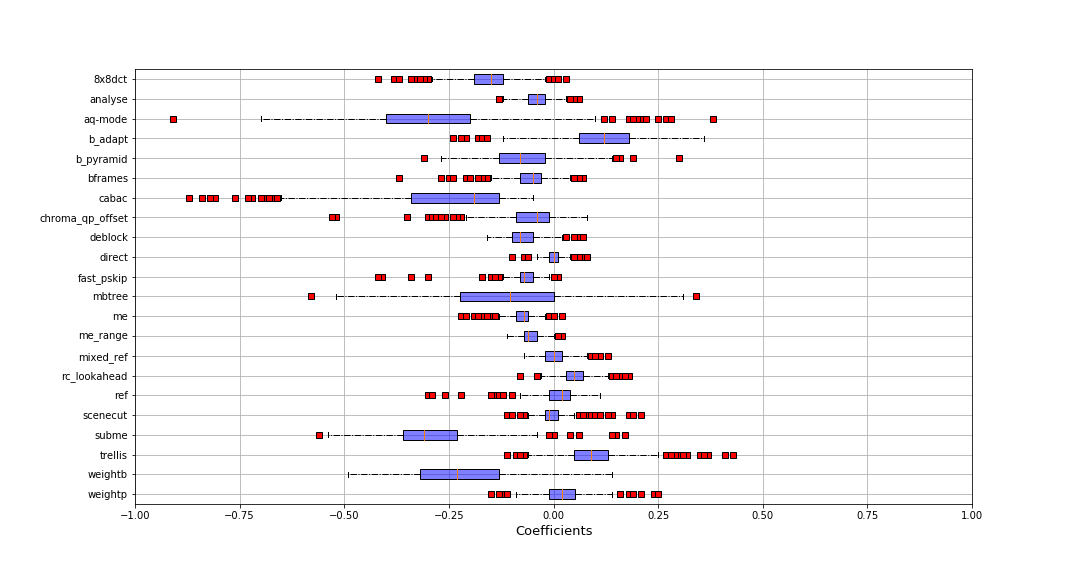 8x8dct
analyse
aq-mode
b_adapt
b_pyramid
bframes
cabac
chroma_qp_offset
deblock
direct
fast_pskip
mbtree
me
me_range
mixed_ref
rc_lookahead
ref
scenecut
subme
trellis
weightb
weightp
−1.00 −0.75 −0.50 −0.25 0.00 0.25 0.50 0.75 1.00
Coefficients